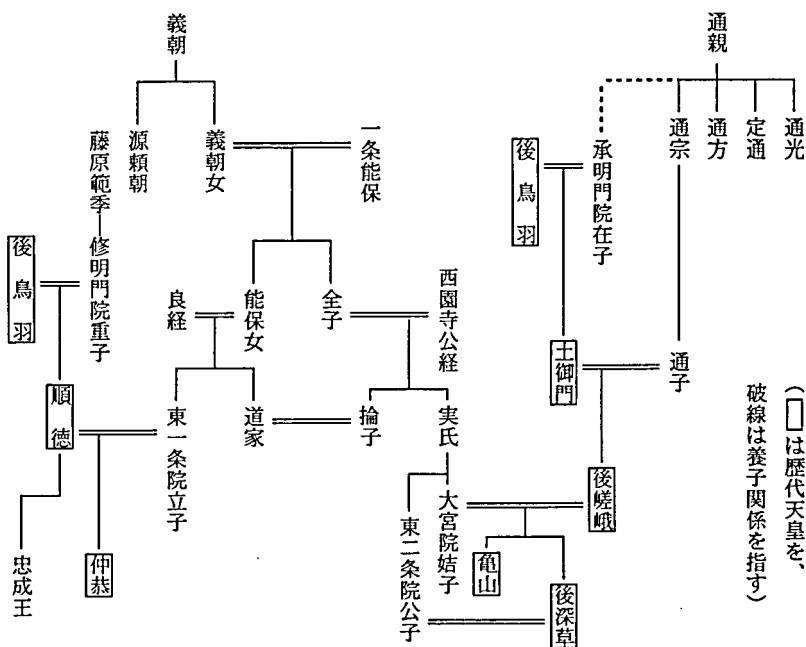 (□は歴代天皇を、
破線は養子関係を指す)
通親
通光
定通
通方
通宗
承明門院在子
後鳥羽
通子
土御門
後嵯峨
一条能保
義朝
義朝女
源頼朝
藤原範季―修明門院重子
後鳥羽
西園寺公経
全子
能保女
良経
実氏
掄子
道家
東一条院立子
順徳
大宮院姞子
東二条院公子
後深草
亀山
仲恭
忠成王